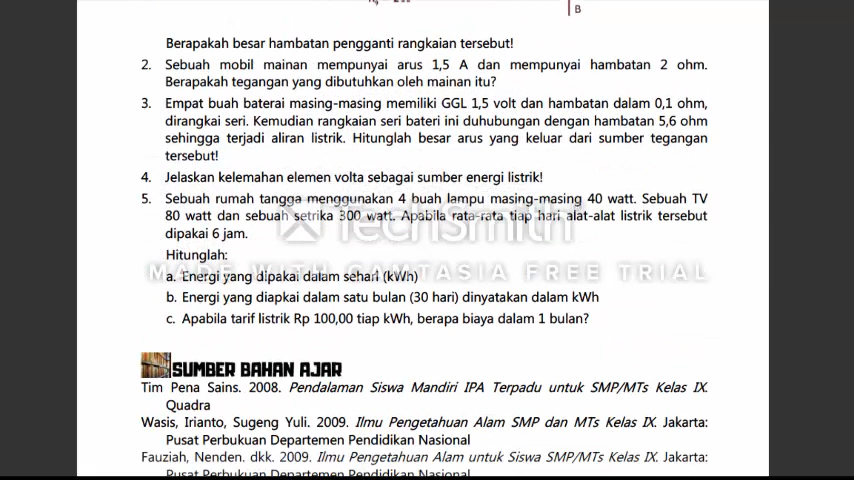 B
Berapakah besar hambatan pengganti rangkaian tersebut!
2. Sebuah mobil mainan mempunyai arus 1,5 A dan mempunyai hambatan 2 ohm.
Berapakah tegangan yang dibutuhkan oleh mainan itu?
3. Empat buah baterai masing-masing memiliki GGL 1,5 volt dan hambatan dalam 0,1 ohm,
dirangkai seri. Kemudian rangkaian seri bateri ini duhubungan dengan hambatan 5,6 ohm
sehingga terjadi aliran listrik. Hitunglah besar arus yang keluar dari sumber tegangan
tersebut!
4. Jelaskan kelemahan elemen volta sebagai sumber energi listrik!
5. Sebuah rumah tangga menggunakan 4 buah lampu masing-masing 40 watt. Sebuah TV
80 watt dan sebuah setrika 300 watt. Apabila rata-rata tiap hari alat-alat listrik tersebut
dipakai 6 jam.
TechSmith
Hitunglah:
MADE WITH CAMTASIA FREE TRIAL
a. Energi yang dipakai dalam sehari (kWh)
b. Energi yang diapkai dalam satu bulan (30 hari) dinyatakan dalam kWh
c. Apabila tarif listrik Rp 100,00 tiap kWh, berapa biaya dalam 1 bulan?
SUMBER BAHAN AJAR
Tim Pena Sains. 2008. Pendalaman Siswa Mandiri IPA Terpadu untuk SMP/MTs Kelas IX.
Quadra
Wasis, Irianto, Sugeng Yuli. 2009. Ilmu Pengetahuan Alam SMP dan MTs Kelas IX. Jakarta:
Pusat Perbukuan Departemen Pendidikan Nasional
Fauziah, Nenden. dkk. 2009. Ilmu Pengetahuan Alam untuk Siswa SMP/MTs Kelas IX. Jakarta:
Pusat Perbukuan Departemen Pendidikan Nasional